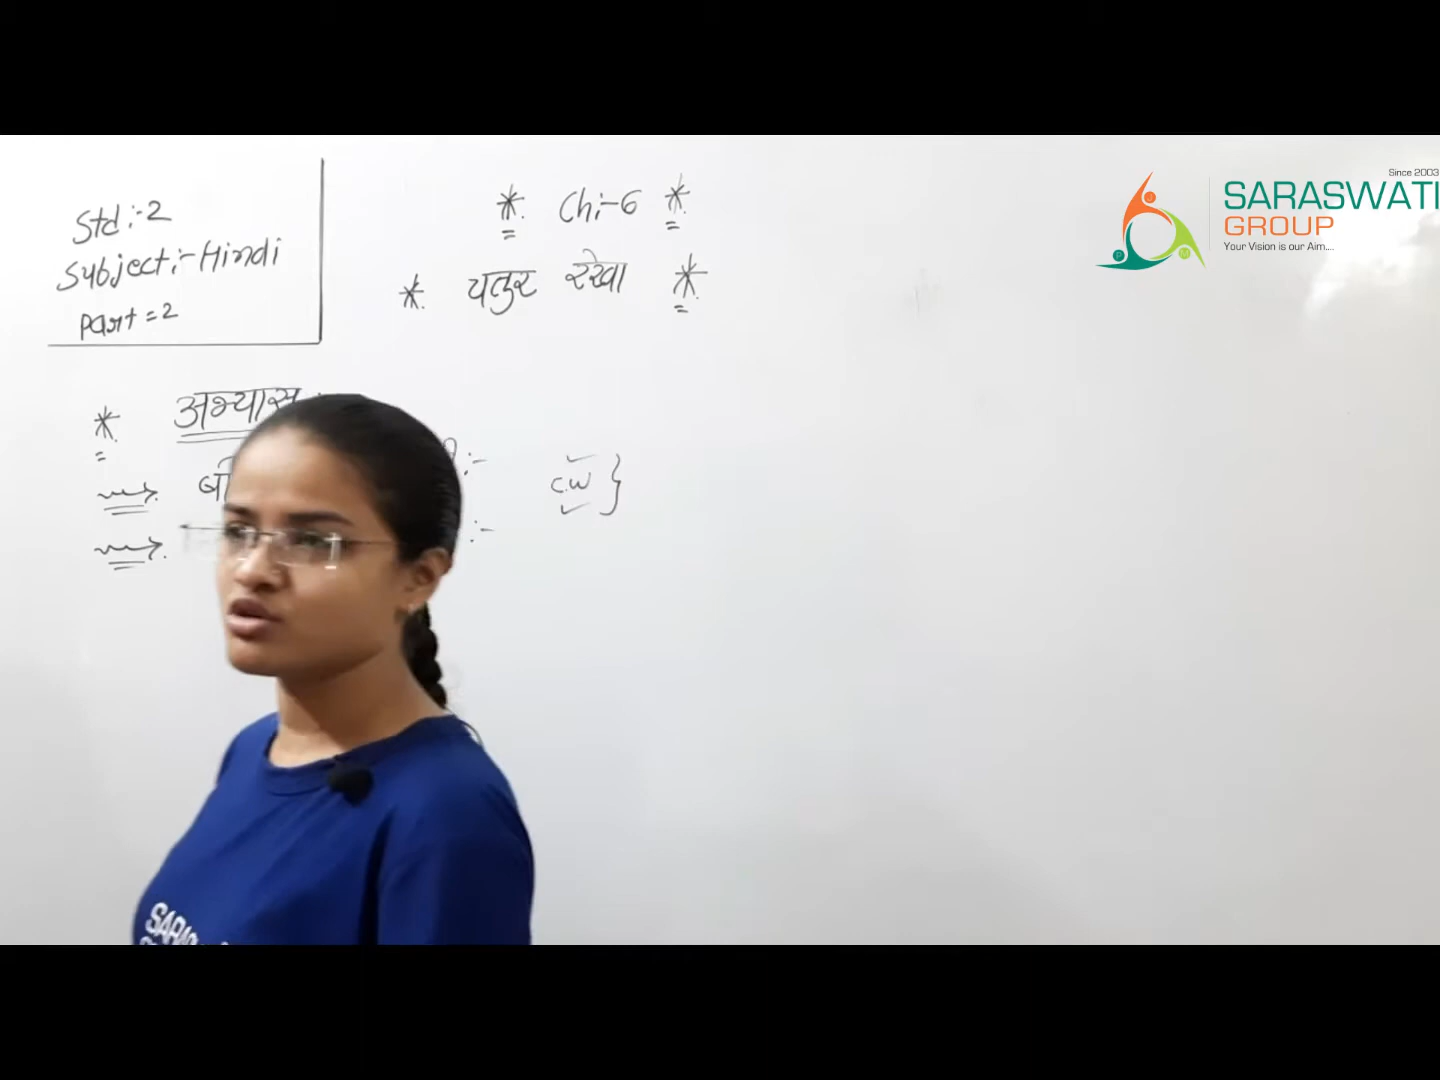 Std :- 2
Subject :- Hindi
Part = 2
* Ch :- 6 *
* चतुर रेखा *
* अभ्यास
C.W }
Since 2003
SARASWATI
GROUP
Your Vision is our Aim....
J
P
M